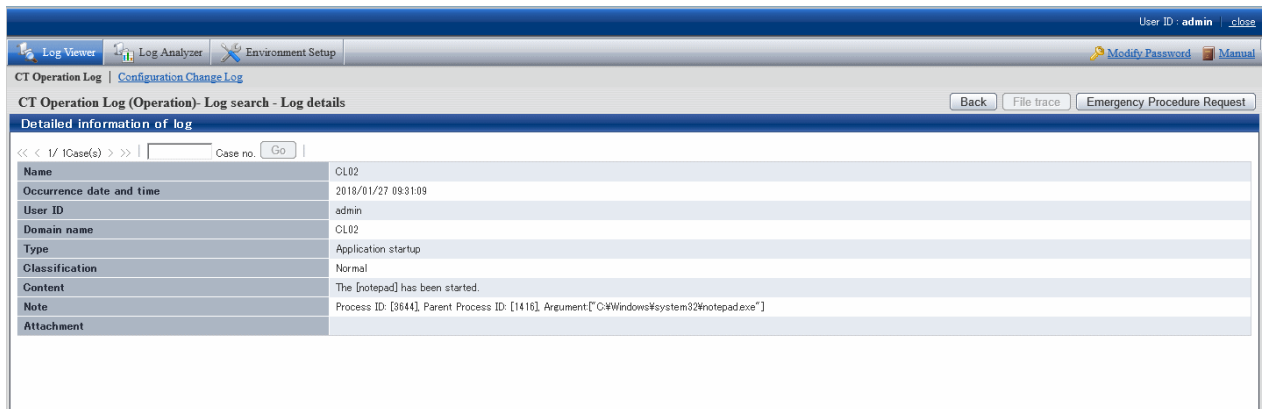 User ID : admin | close
Log Viewer Log Analyzer Environment Setup Modify Password Manual
CT Operation Log | Configuration Change Log
CT Operation Log (Operation)- Log search - Log details Back File trace Emergency Procedure Request
Detailed information of log
<< < 1/ 1Case(s) > >> | Case no. Go |
Name CL02
Occurrence date and time 2018/01/27 09:31:09
User ID admin
Domain name CL02
Type Application startup
Classification Normal
Content The [notepad] has been started.
Note Process ID: [3644], Parent Process ID: [1416], Argument:["C:¥Windows¥system32¥notepad.exe"]
Attachment